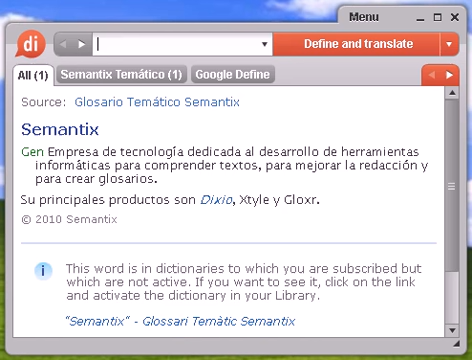 Menu
di
Define and translate
All (1)
Semantix Temático (1)
Google Define
Source: Glosario Temático Semantix
Semantix
Gen Empresa de tecnología dedicada al desarrollo de herramientas
informáticas para comprender textos, para mejorar la redacción y
para crear glosarios.
Su principales productos son Dixio, Xtyle y Gloxr.
© 2010 Semantix
i
This word is in dictionaries to which you are subscribed but
which are not active. If you want to see it, click on the link
and activate the dictionary in your Library.
"Semantix" - Glossari Temàtic Semantix